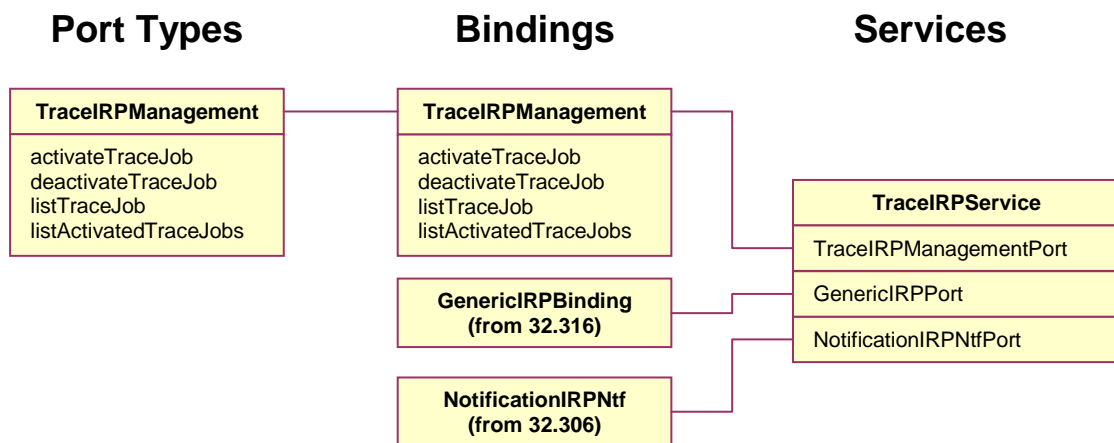 Port Types
Bindings
Services
TraceIRPManagement
activateTraceJob
deactivateTraceJob
listTraceJob
listActivatedTraceJobs
TraceIRPManagement
activateTraceJob
deactivateTraceJob
listTraceJob
listActivatedTraceJobs
GenericIRPBinding
(from 32.316)
NotificationIRPNtf
(from 32.306)
TraceIRPService
TraceIRPManagementPort
GenericIRPPort
NotificationIRPNtfPort